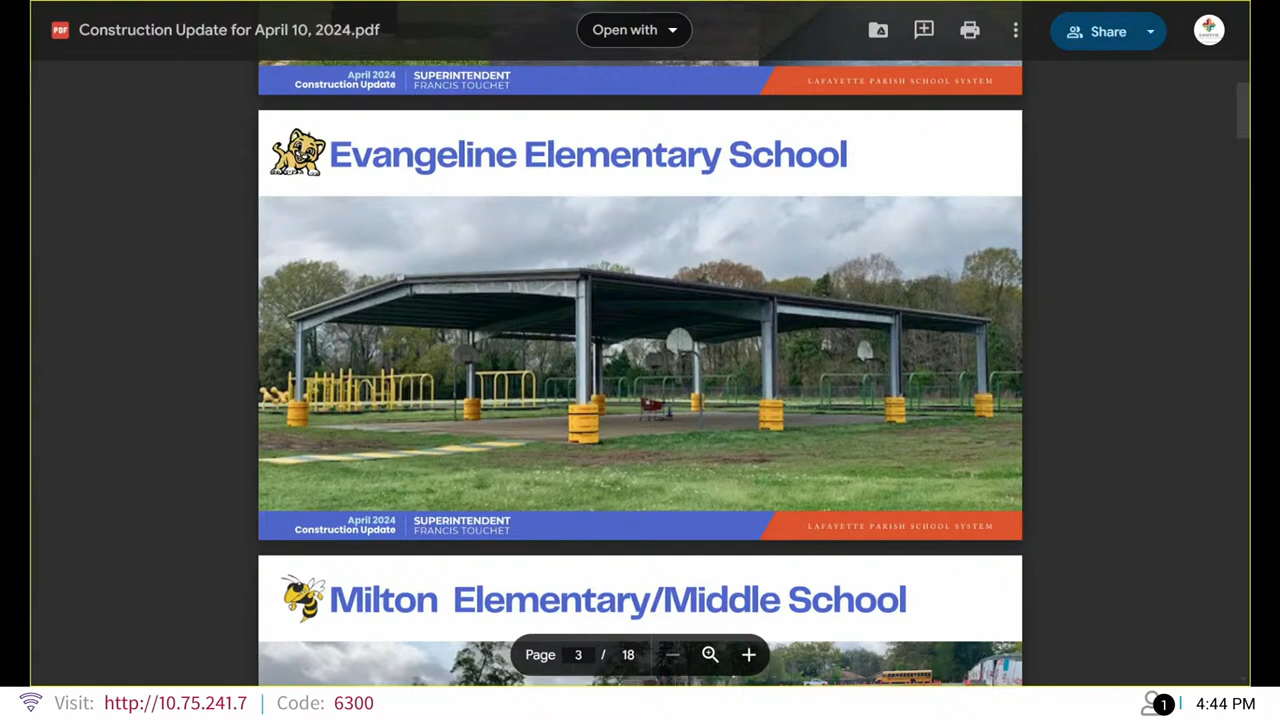 Construction Update for April 10, 2024.pdf
Open with
Share
April 2024
Construction Update
SUPERINTENDENT
FRANCIS TOUCHET
LAFAYETTE PARISH SCHOOL SYSTEM
Evangeline Elementary School
April 2024
Construction Update
SUPERINTENDENT
FRANCIS TOUCHET
LAFAYETTE PARISH SCHOOL SYSTEM
Milton Elementary/Middle School
Page 3 / 18
Visit: http://10.75.241.7 | Code: 6300
1
4:44 PM